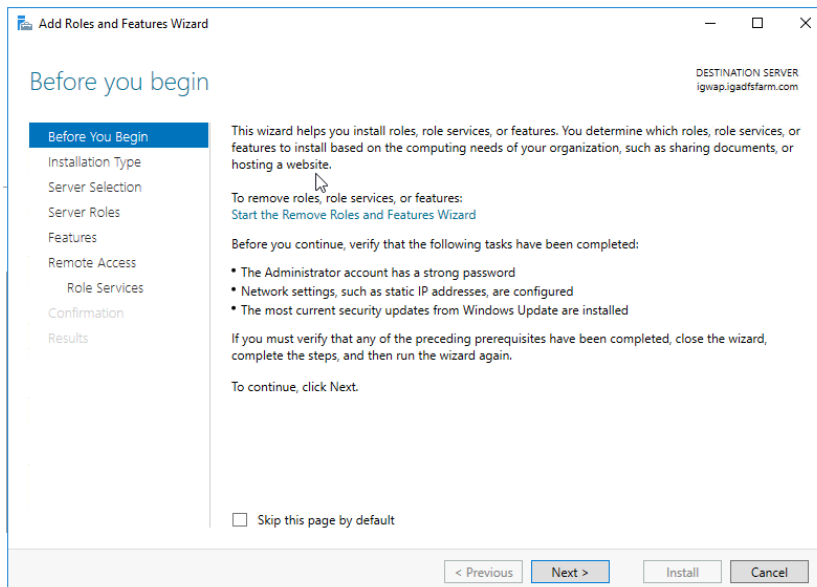 Add Roles and Features Wizard
Before you begin
DESTINATION SERVER
igwap.igadfsfarm.com
Before You Begin
Installation Type
Server Selection
Server Roles
Features
Remote Access
Role Services
Confirmation
Results
This wizard helps you install roles, role services, or features. You determine which roles, role services, or
features to install based on the computing needs of your organization, such as sharing documents, or
hosting a website.
To remove roles, role services, or features:
Start the Remove Roles and Features Wizard
Before you continue, verify that the following tasks have been completed:
• The Administrator account has a strong password
• Network settings, such as static IP addresses, are configured
• The most current security updates from Windows Update are installed
If you must verify that any of the preceding prerequisites have been completed, close the wizard,
complete the steps, and then run the wizard again.
To continue, click Next.
Skip this page by default
< Previous
Next >
Install
Cancel